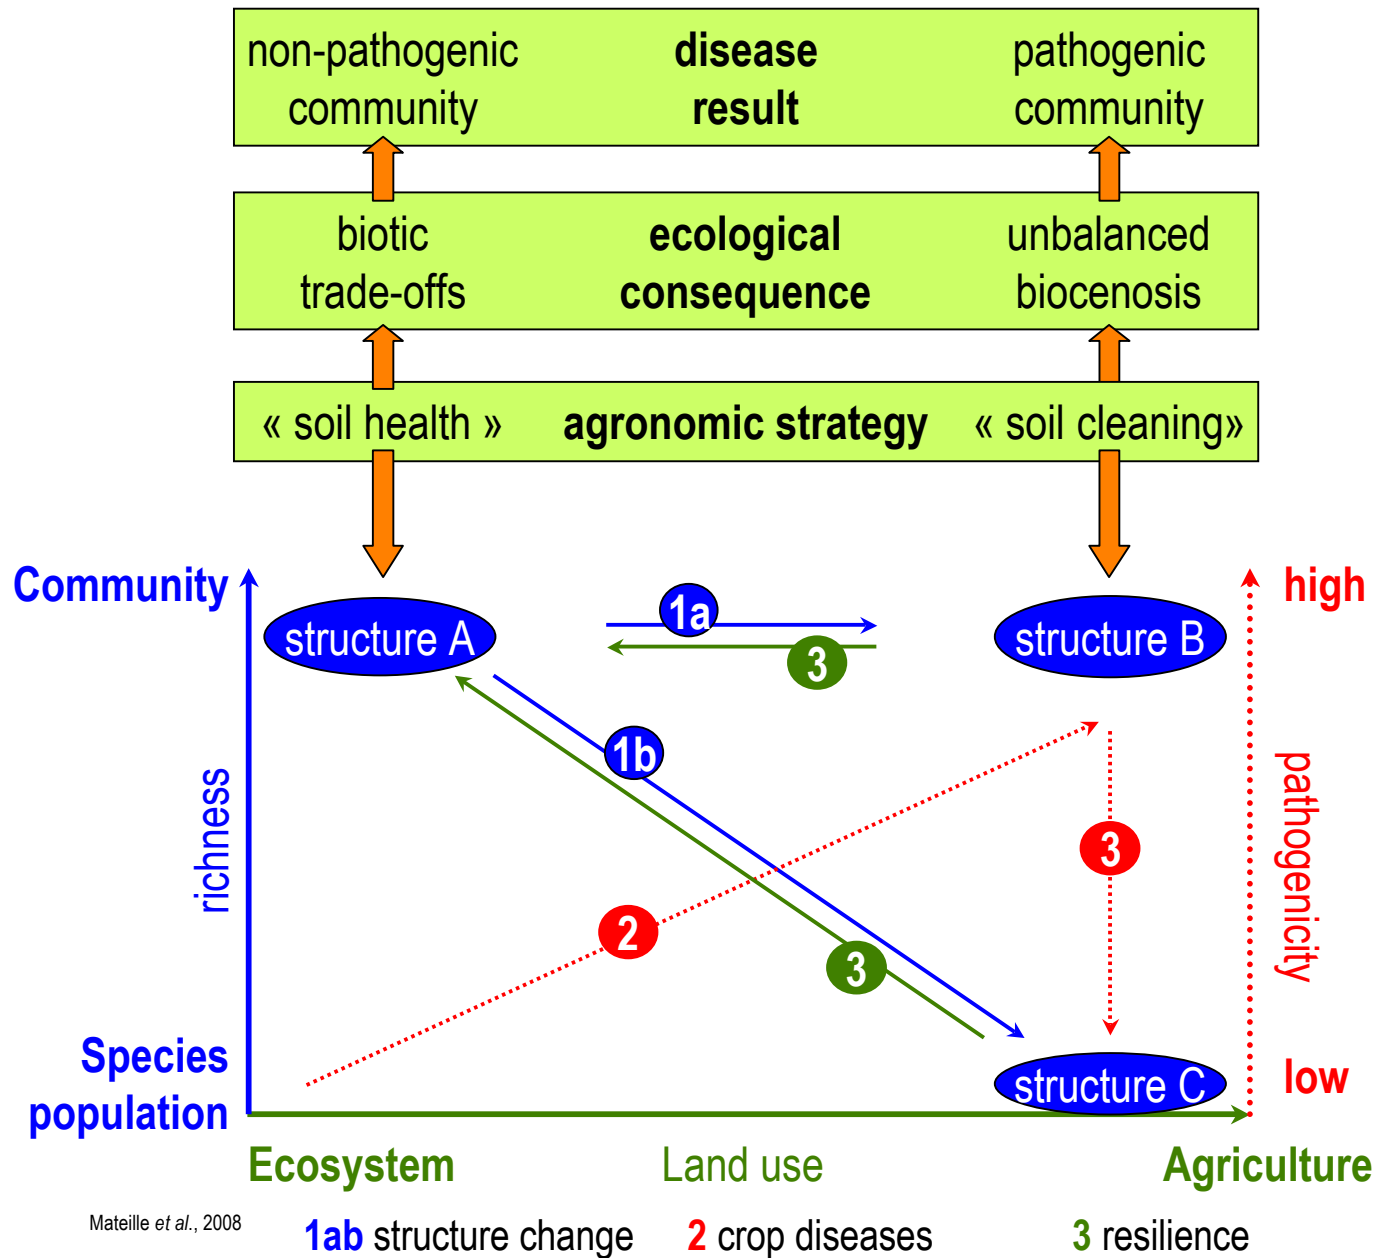 non-pathogenic disease pathogenic
community result community
biotic ecological unbalanced
trade-offs consequence biocenosis
« soil health » agronomic strategy « soil cleaning»
Community high
structure A 1a structure B
3
1b
richness pathogenicity
3
2
3
Species
population
structure C low
Ecosystem Land use Agriculture
Mateille et al., 2008
1ab structure change 2 crop diseases 3 resilience